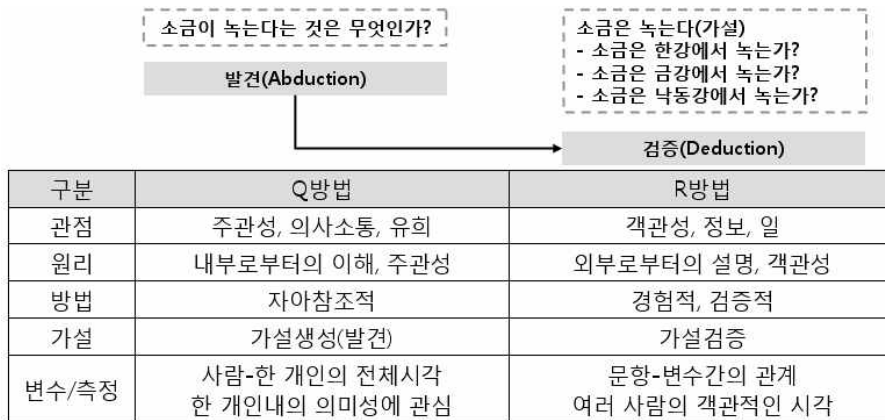 소금이 녹는다는 것은 무엇인가?
발견(Abduction)
소금은 녹는다(가설)
- 소금은 한강에서 녹는가?
- 소금은 금강에서 녹는가?
- 소금은 낙동강에서 녹는가?
검증(Deduction)
구분 Q방법 R방법
관점 주관성, 의사소통, 유희 객관성, 정보, 일
원리 내부로부터의 이해, 주관성 외부로부터의 설명, 객관성
방법 자아참조적 경험적, 검증적
가설 가설생성(발견) 가설검증
변수/측정
사람-한 개인의 전체시각
한 개인내의 의미성에 관심
문항-변수간의 관계
여러 사람의 객관적인 시각